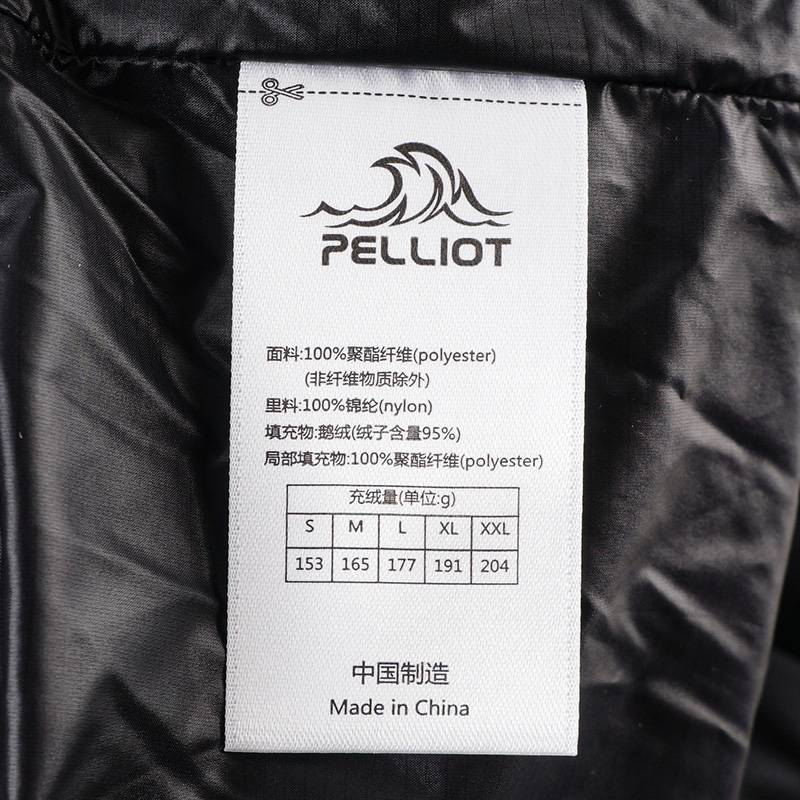 PELLIOT
面料:100%聚酯纤维(polyester)
(非纤维物质除外)
里料:100%锦纶(nylon)
填充物:鹅绒(绒子含量95%)
局部填充物:100%聚酯纤维(polyester)
充绒量(单位:g)
S M L XL XXL
153 165 177 191 204
中国制造
Made in China